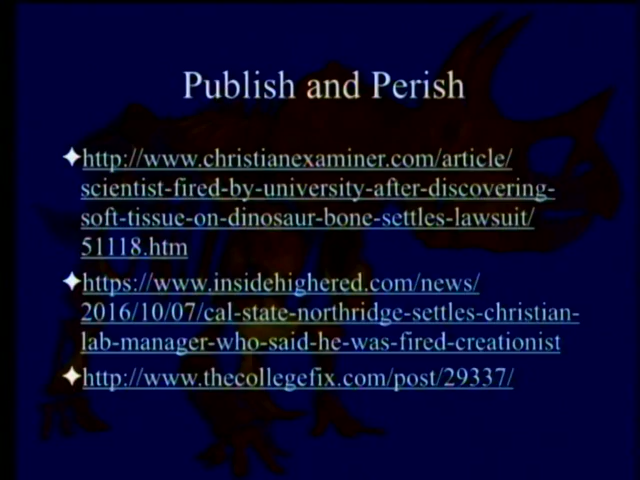 Publish and Perish
http://www.christianexaminer.com/article/
scientist-fired-by-university-after-discovering-
soft-tissue-on-dinosaur-bone-settles-lawsuit/
51118.htm
https://www.insidehighered.com/news/
2016/10/07/cal-state-northridge-settles-christian-
lab-manager-who-said-he-was-fired-creationist
http://www.thecollegefix.com/post/29337/